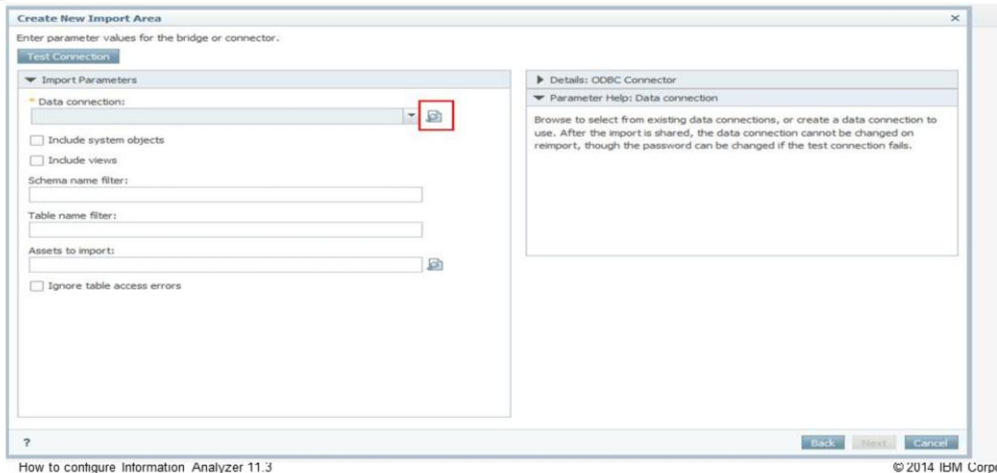 Create New Import Area
Enter parameter values for the bridge or connector.
Test Connection
Import Parameters
* Data connection:
Include system objects
Include views
Schema name filter:
Table name filter:
Assets to import:
Ignore table access errors
Details: ODBC Connector
Parameter Help: Data connection
Browse to select from existing data connections, or create a data connection to
use. After the import is shared, the data connection cannot be changed on
reimport, though the password can be changed if the test connection fails.
?
Back Next Cancel
How to configure Information Analyzer 11.3
© 2014 IBM Corpo